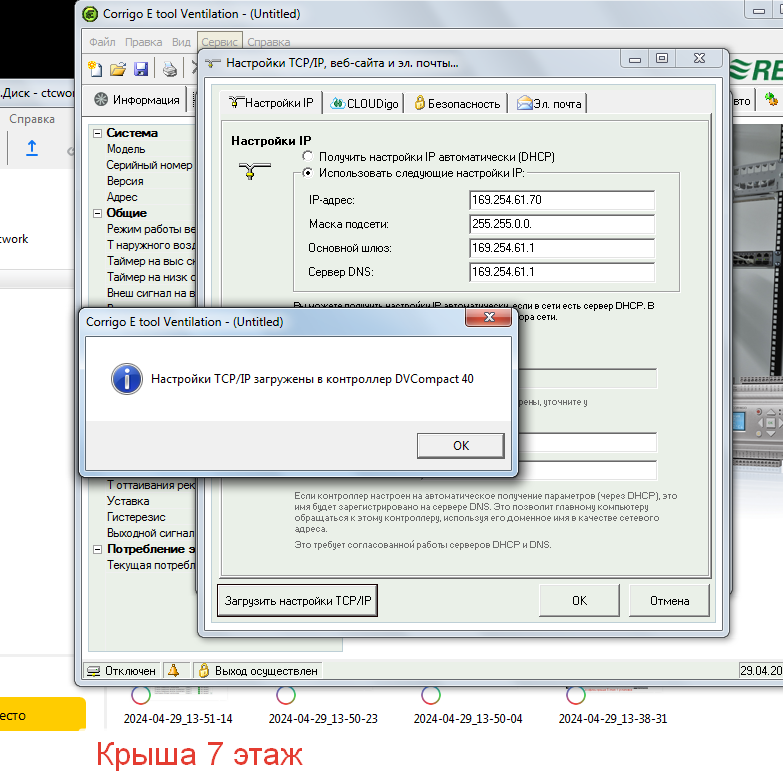 Corrigo E tool Ventilation - (Untitled)
Файл Правка Вид Сервис Справка
Настройки TCP/IP, веб-сайта и эл. почты...
.Диск - ctcwor
Справка
Информация
Настройки IP CLOUDigo Безопасность Эл. почта
Система
Модель
Серийный номер
Версия
Адрес
Общие
Режим работы ве
Т наружного возд
Таймер на выс ск
Таймер на низк с
Внеш сигнал на в
twork
Настройки IP
Получить настройки IP автоматически (DHCP)
Использовать следующие настройки IP:
IP-адрес: 169.254.61.70
Маска подсети: 255.255.0.0.
Основной шлюз: 169.254.61.1
Сервер DNS: 169.254.61.1
Вы можете получить настройки IP автоматически, если в сети есть сервер DHCP. В
ора сети.
Corrigo E tool Ventilation - (Untitled)
Настройки TCP/IP загружены в контроллер DVCompact 40
OK
рены, уточните у
Т оттаивания рек
Уставка
Гистерезис
Выходной сигнал
Потребление э
Текущая потребл
Если контроллер настроен на автоматическое получение параметров (через DHCP), это
имя будет зарегистрировано на сервере DNS. Это позволит главному компьютеру
обращаться к этому контроллеру, используя его доменное имя в качестве сетевого
адреса.
Это требует согласованной работы серверов DHCP и DNS.
Загрузить настройки TCP/IP OK Отмена
Отключен Выход осуществлен 29.04.20
есто
2024-04-29_13-51-14 2024-04-29_13-50-23 2024-04-29_13-50-04 2024-04-29_13-38-31
Крыша 7 этаж